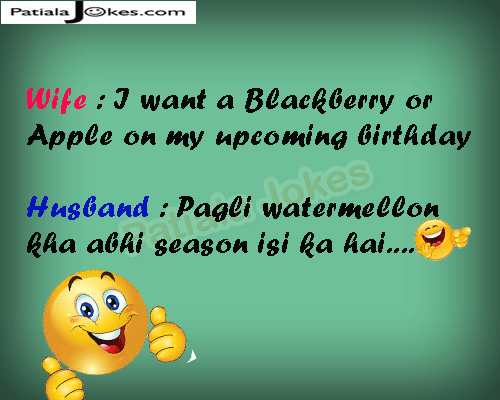 PatialaJokes.com
Wife : I want a Blackberry or
Apple on my upcoming birthday
Patiala Jokes
Husband : Pagli watermellon
kha abhi season isi ka hai....